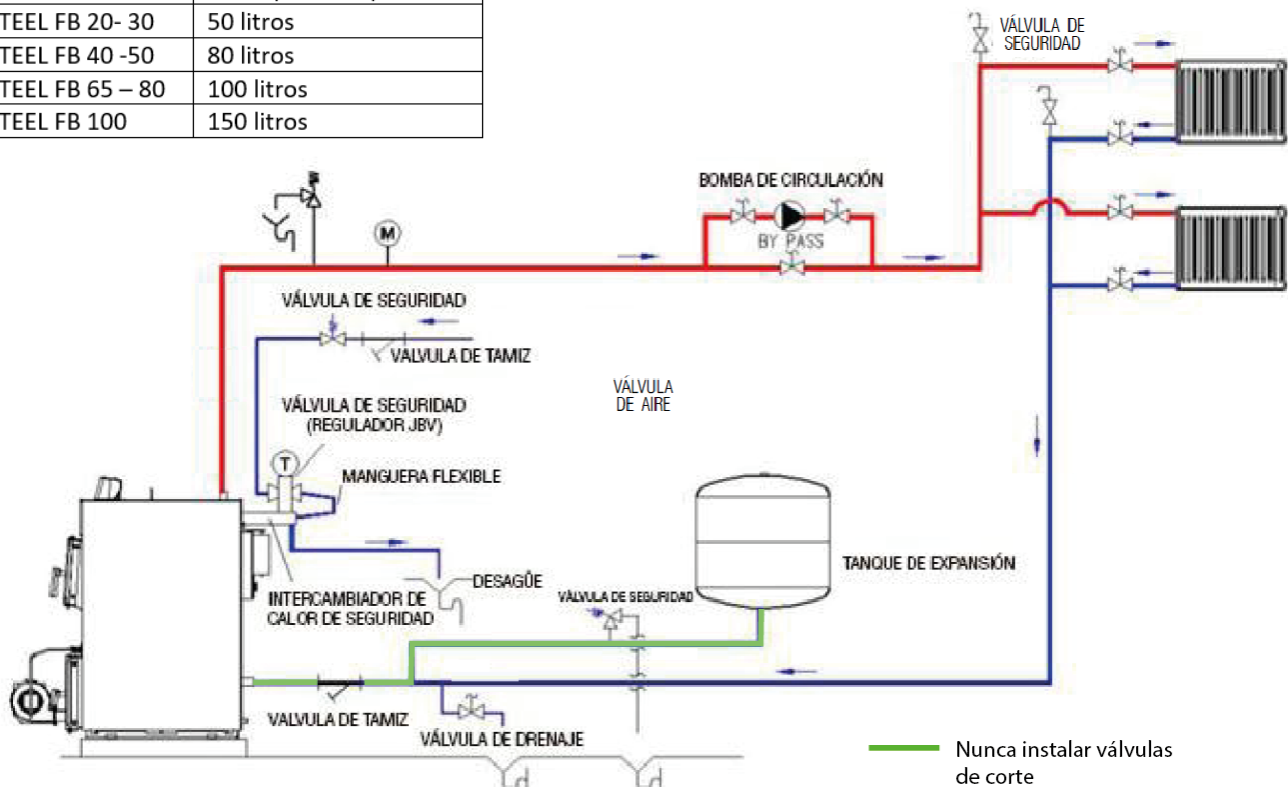 TEEL FB 20- 30 50 litros
TEEL FB 40 -50 80 litros
TEEL FB 65 – 80 100 litros
TEEL FB 100 150 litros
VÁLVULA DE
SEGURIDAD
BOMBA DE CIRCULACIÓN
BY PASS
M
VÁLVULA DE SEGURIDAD
VALVULA DE TAMIZ
VÁLVULA
DE AIRE
VÁLVULA DE SEGURIDAD
(REGULADOR JBV)
T
MANGUERA FLEXIBLE
TANQUE DE EXPANSIÓN
DESAGÜE
INTERCAMBIADOR DE
CALOR DE SEGURIDAD
VÁLVULA DE SEGURIDAD
VALVULA DE TAMIZ
VÁLVULA DE DRENAJE
Nunca instalar válvulas
de corte